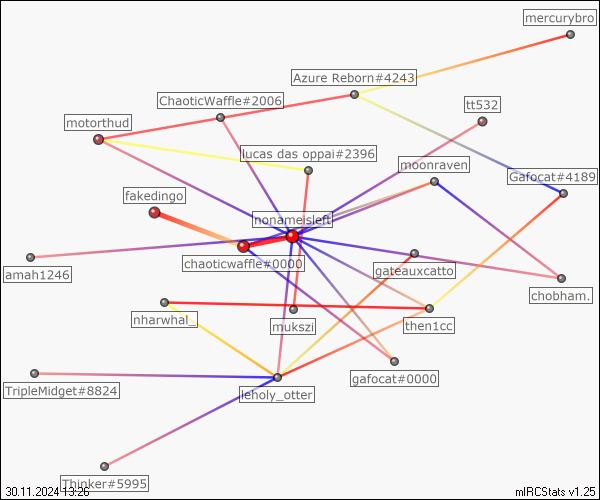 mercurybro
Azure Reborn#4243
ChaoticWaffle#2006
tt532
motorthud
lucas das oppai#2396
moonraven
Gafocat#4189
fakedingo
nonameisleft
chaoticwaffle#0000
amah1246
gateauxcatto
chobham.
nharwhal_
mukszi
then1cc
gafocat#0000
TripleMidget#8824
leholy_otter
Thinker#5995
30.11.2024 13:26
mIRCStats v1.25